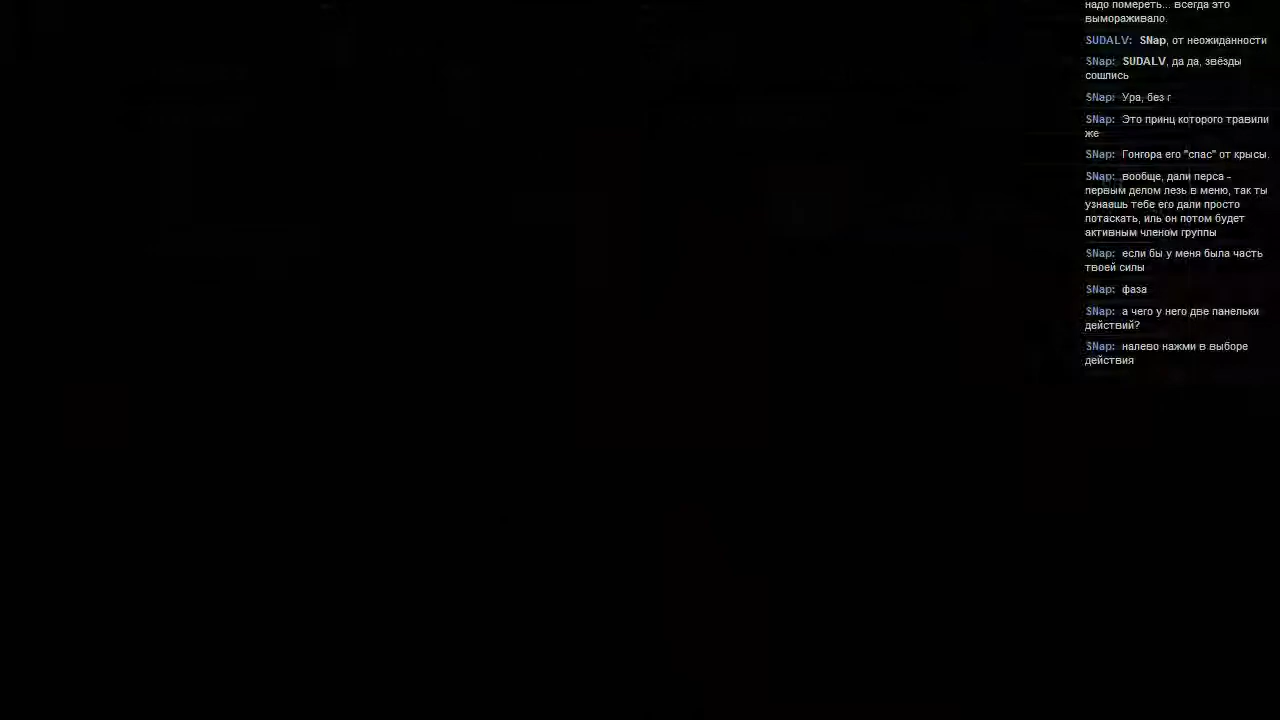 надо помереть... всегда это
вымораживало.
SUDALV: SNap, от неожиданности
SNap: SUDALV, да да, звёзды
сошлись
SNap: Ура, без г
SNap: Это принц которого травили
же
SNap: Гонгора его "спас" от крысы.
SNap: вообще, дали перса -
первым делом лезь в меню, так ты
узнаешь тебе его дали просто
потаскать, иль он потом будет
активным членом группы
SNap: если бы у меня была часть
твоей силы
SNap: фаза
SNap: а чего у него две панельки
действий?
SNap: налево нажми в выборе
действия